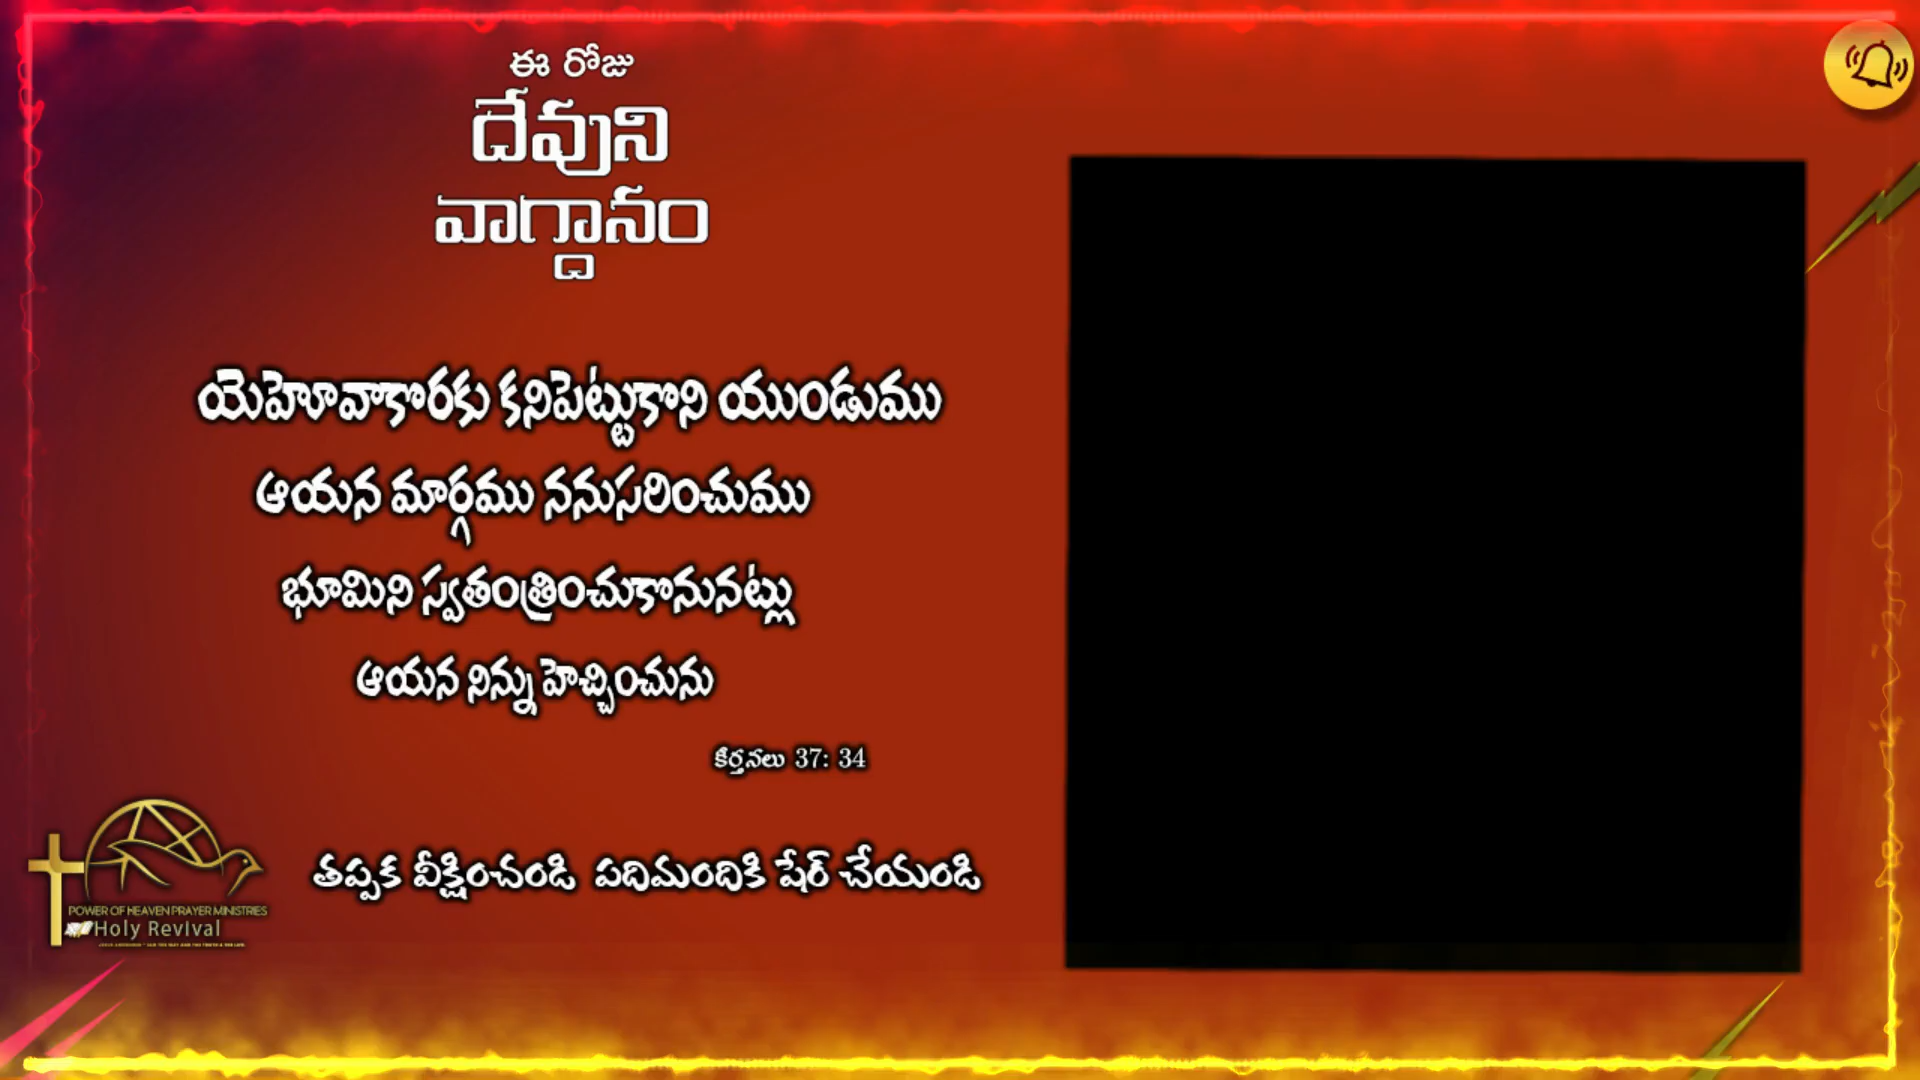 ఈ రోజు
దేవుని
వాగ్దానం
యెహోవాకొరకు కనిపెట్టుకొని యుండుము
ఆయన మార్గము ననుసరించుము
భూమిని స్వతంత్రించుకొనునట్లు
ఆయన నిన్ను హెచ్చించును
కీర్తనలు 37: 34
తప్పక వీక్షించండి పదిమందికి షేర్ చేయండి
POWER OF HEAVEN PRAYER MINISTRIES
Holy Revival